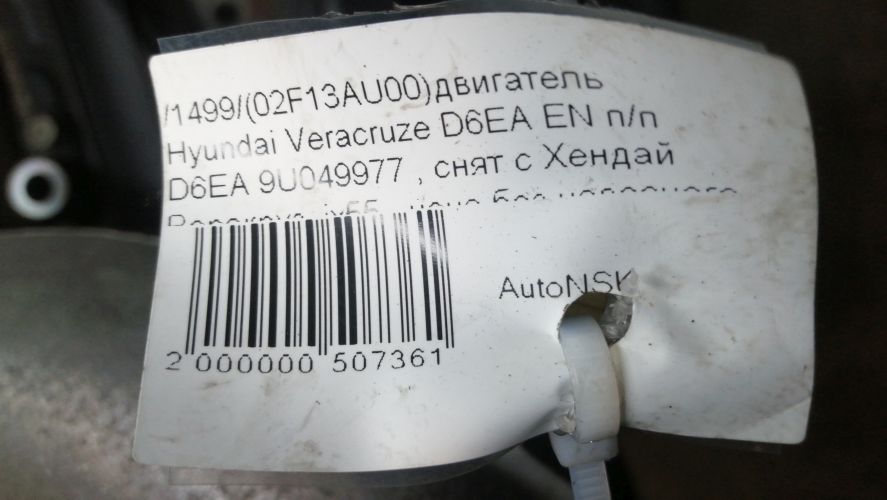 /1499/(02F13AU00)двигатель
Hyundai Veracruze D6EA EN п/п
D6EA 9U049977 , снят с Хендай
AutoNSK
2 000000 507361